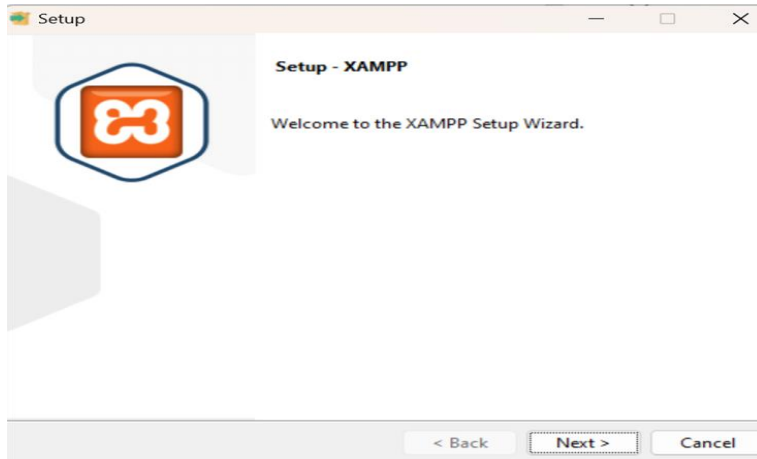 Setup
Setup - XAMPP
Welcome to the XAMPP Setup Wizard.
< Back Next > Cancel